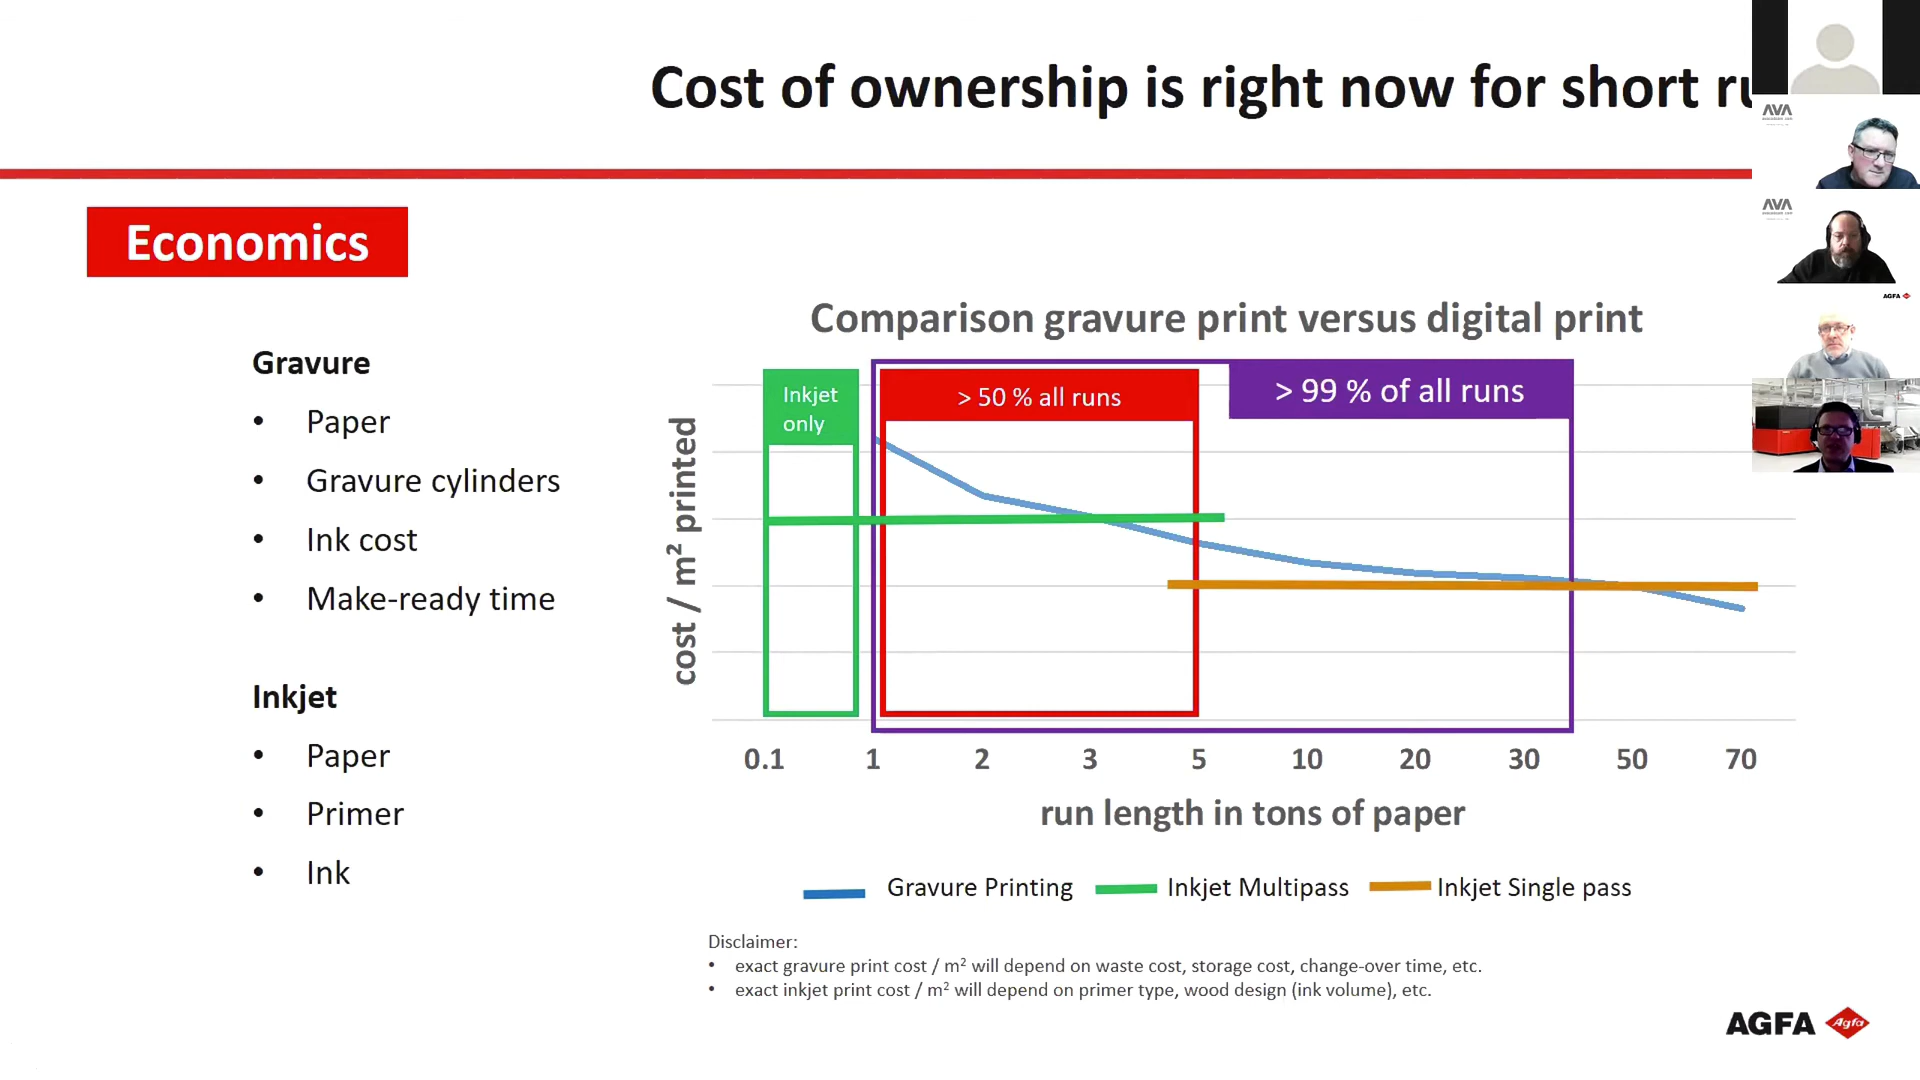 Cost of ownership is right now for short ru
AVA
AVA
AGFA
Economics
Gravure
• Paper
• Gravure cylinders
• Ink cost
• Make-ready time
Inkjet
• Paper
• Primer
• Ink
Comparison gravure print versus digital print
Inkjet
only
> 50 % all runs
> 99 % of all runs
cost / m² printed
0.1 1 2 3 5 10 20 30 50 70
run length in tons of paper
Gravure Printing Inkjet Multipass Inkjet Single pass
Disclaimer:
• exact gravure print cost / m² will depend on waste cost, storage cost, change-over time, etc.
• exact inkjet print cost / m² will depend on primer type, wood design (ink volume), etc.
AGFA Agfa